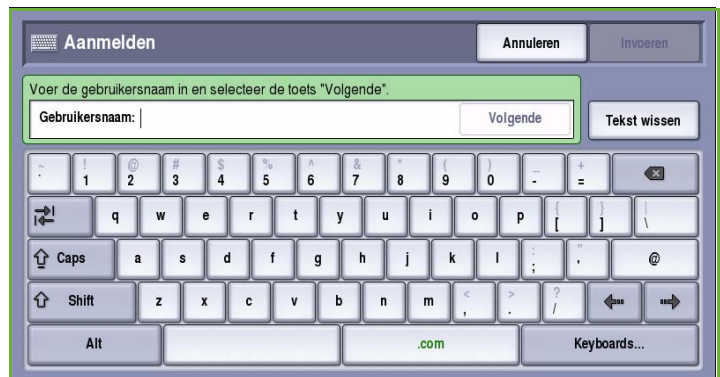 Aanmelden Annuleren Invoeren
Voer de gebruikersnaam in en selecteer de toets "Volgende".
Gebruikersnaam: Volgende Tekst wissen
~ ! @ # $ % ^ & * ( ) _ +
` 1 2 3 4 5 6 7 8 9 0 - =
q w e r t y u i o p { [ } ] | \
Caps a s d f g h j k l : ; " ' @
Shift z x c v b n m < , > . ? /
Alt .com Keyboards...